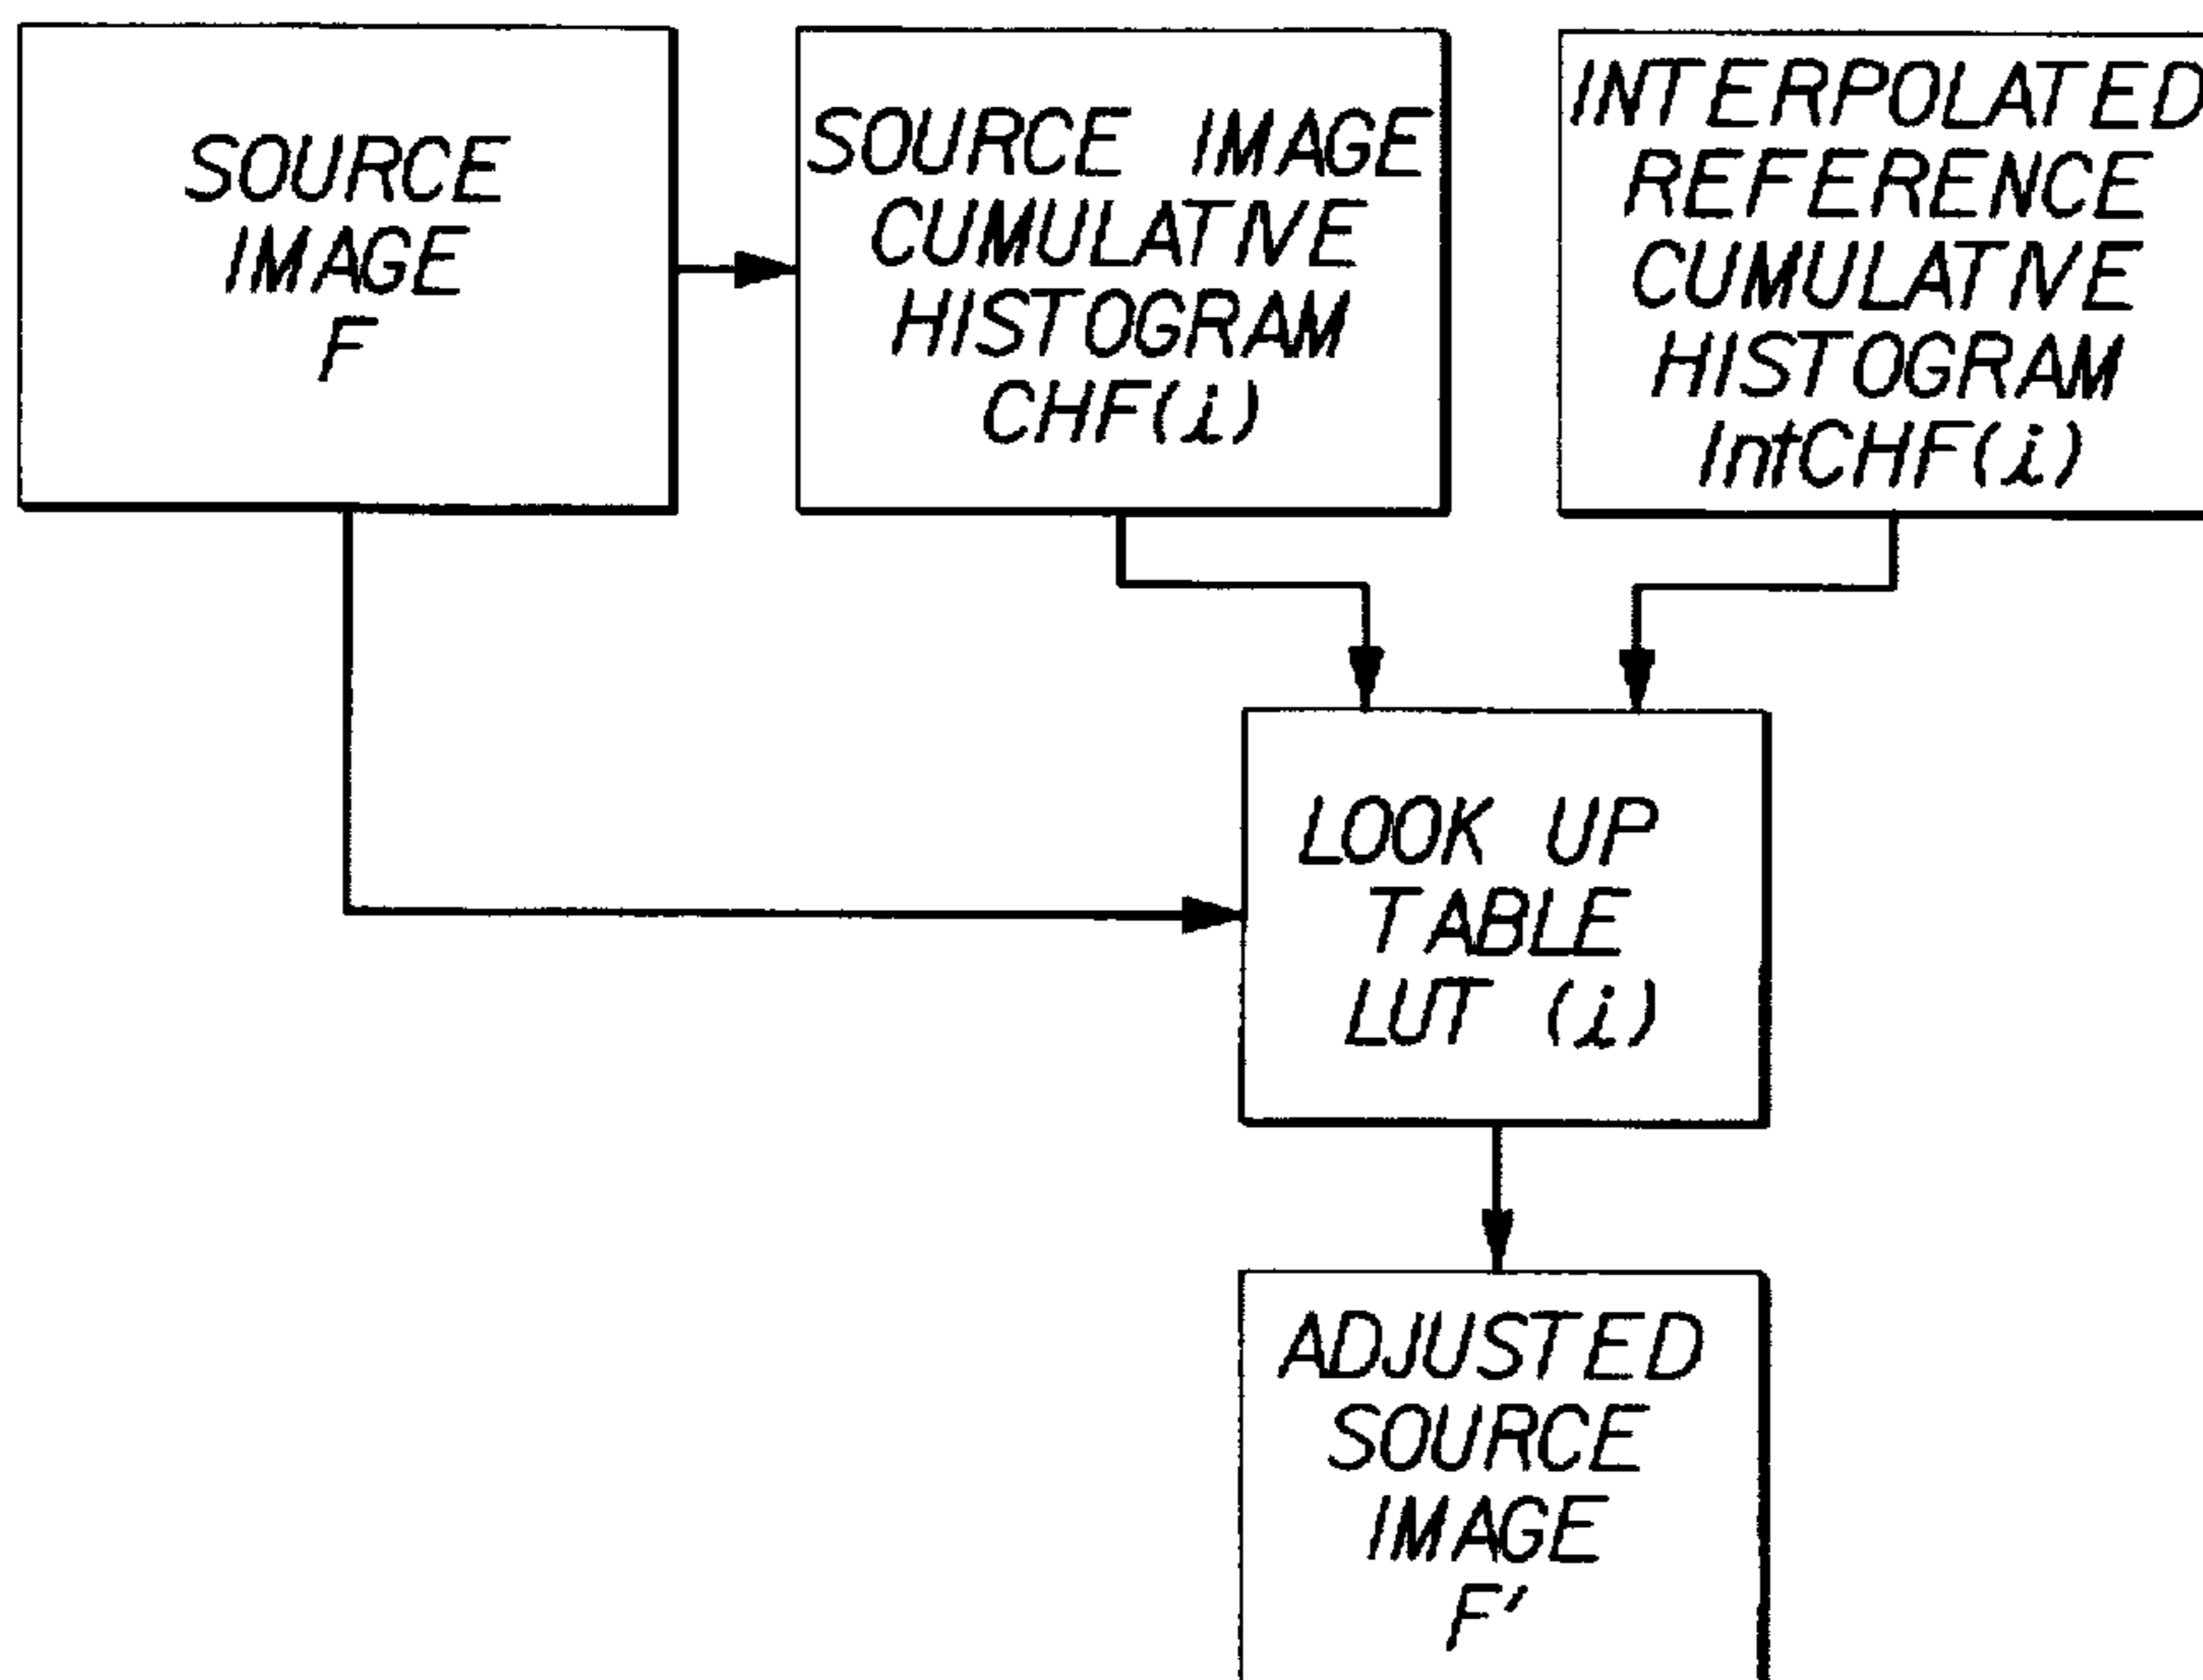 SOURCE
IMAGE
F
SOURCE IMAGE
CUMULATIVE
HISTOGRAM
CHF(i)
INTERPOLATED
REFERENCE
CUMULATIVE
HISTOGRAM
IntCHF(i)
LOOK UP
TABLE
LUT (i)
ADJUSTED
SOURCE
IMAGE
F'